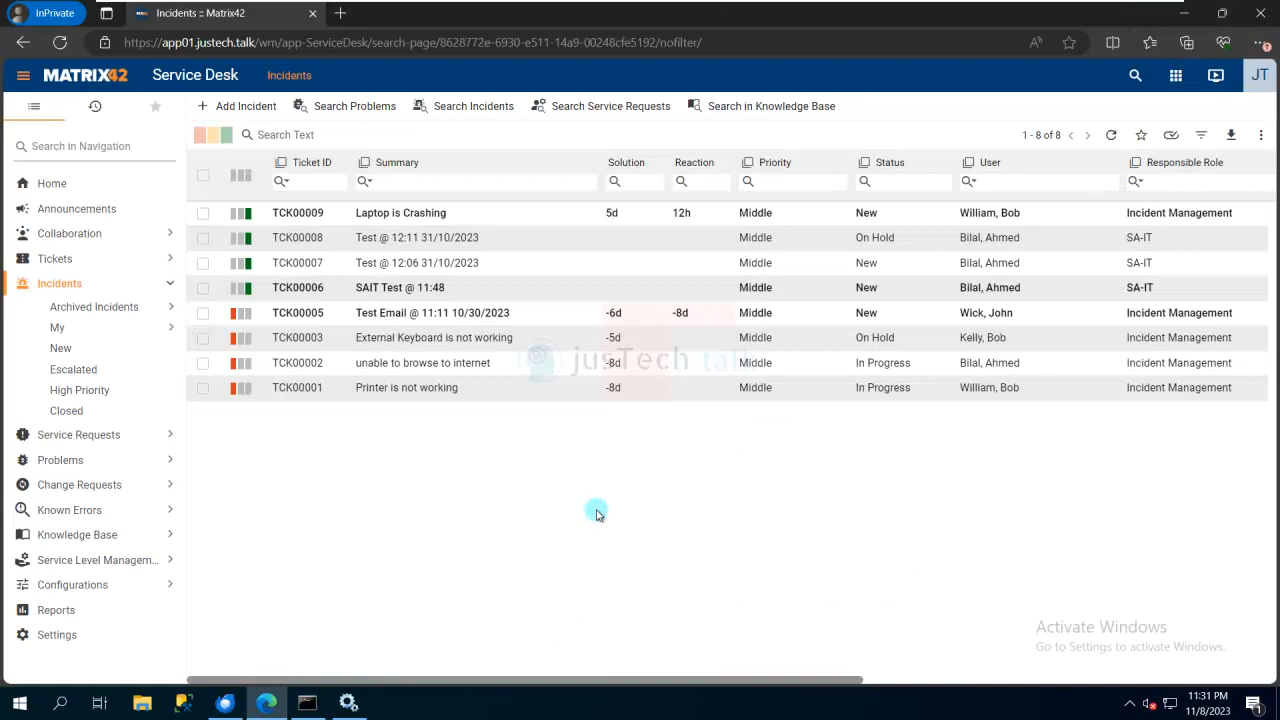 InPrivate
Incidents :: Matrix42
https://app01.justech.talk/wm/app-ServiceDesk/search-page/8628772e-6930-e511-14a9-00248cfe5192/nofilter/
MATRIX42 Service Desk Incidents JT
Add Incident Search Problems Search Incidents Search Service Requests Search in Knowledge Base
Search Text 1 - 8 of 8
Search in Navigation
Home
Announcements
Collaboration
Tickets
Incidents
Archived Incidents
My
New
Escalated
High Priority
Closed
Service Requests
Problems
Change Requests
Known Errors
Knowledge Base
Service Level Managem...
Configurations
Reports
Settings
Ticket ID Summary Solution Reaction Priority Status User Responsible Role
TCK00009 Laptop is Crashing 5d 12h Middle New William, Bob Incident Management
TCK00008 Test @ 12:11 31/10/2023 Middle On Hold Bilal, Ahmed SA-IT
TCK00007 Test @ 12:06 31/10/2023 Middle New Bilal, Ahmed SA-IT
TCK00006 SAIT Test @ 11:48 Middle New Bilal, Ahmed SA-IT
TCK00005 Test Email @ 11:11 10/30/2023 -6d -8d Middle New Wick, John Incident Management
TCK00003 External Keyboard is not working -5d Middle On Hold Kelly, Bob Incident Management
TCK00002 unable to browse to internet -8d Middle In Progress Bilal, Ahmed Incident Management
TCK00001 Printer is not working -8d Middle In Progress William, Bob Incident Management
jusTech talk
Activate Windows
Go to Settings to activate Windows.
11:31 PM
11/8/2023
1